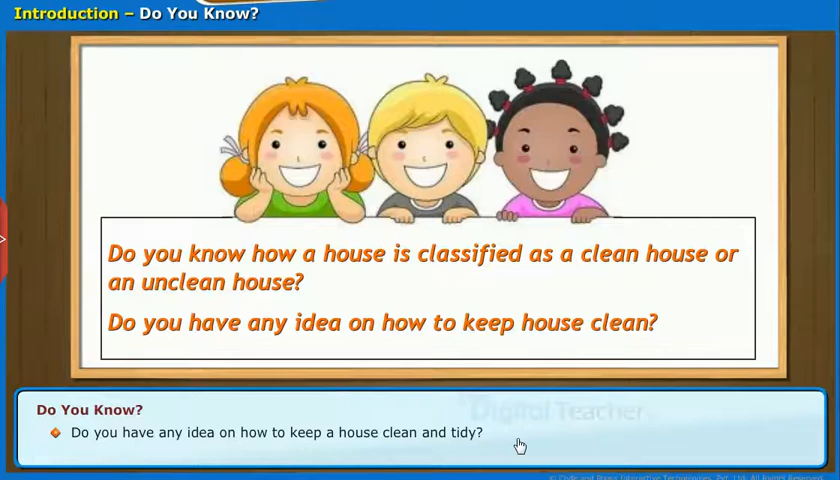 Introduction – Do You Know?
Do you know how a house is classified as a clean house or
an unclean house?
Do you have any idea on how to keep house clean?
Digital Teacher
Do You Know?
Do you have any idea on how to keep a house clean and tidy?